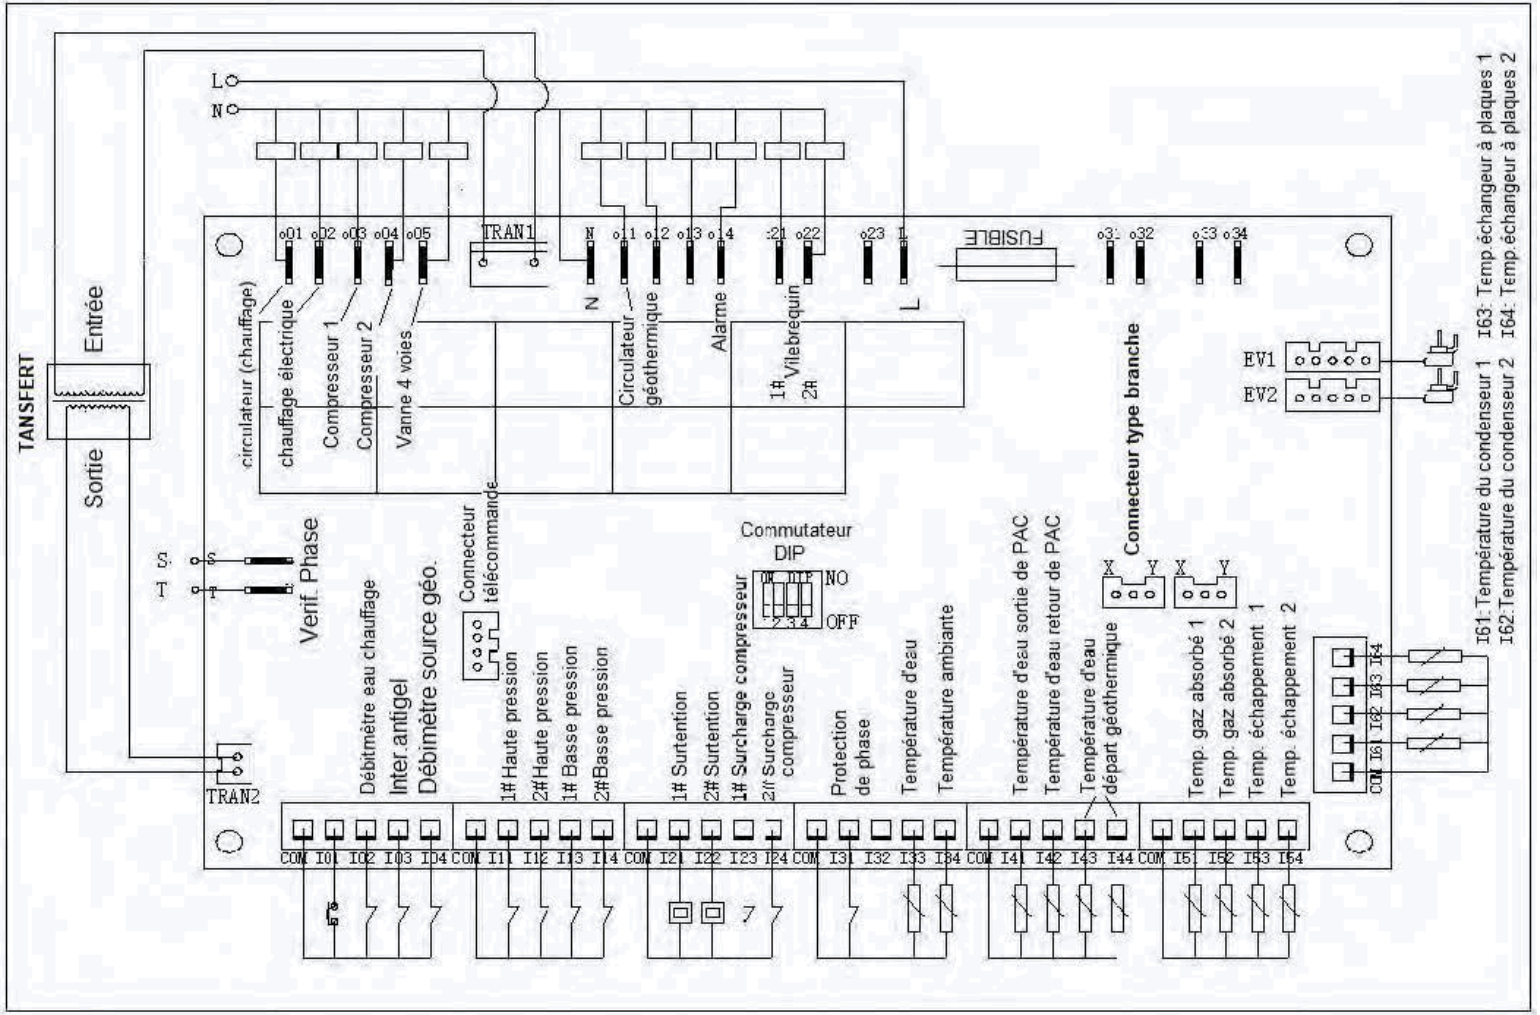 L
N
o01 o02 o03 o04 o05
TRAN1
N o11 o12 o13 o14
o21 o22
o23 L
FUSIBLE
o31 o32
o33 o34
circulateur (chauffage)
chauffage électrique
Compresseur 1
Compresseur 2
Vanne 4 voies
N
Circulateur
géothermique
Alarme
1#
Vilebrequin
2#
L
TANSFERT
Entrée
Sortie
EV1
EV2
Connecteur type branche
X Y
X Y
I63: Temp.échangeur à plaques 1
I64: Temp.échangeur à plaques 2
I61:Température du condenseur 1
I62:Température du condenseur 2
S S
T T
Verif. Phase
Connecteur
télécommande
Commutateur
DIP
ON DIP
NO
2 3 4
OFF
TRAN2
Débitmètre eau chauffage
Inter antigel
Débimètre source géo.
1# Haute pression
2# Haute pression
1# Basse pression
2# Basse pression
1# Surtention
2# Surtention
1# Surcharge compresseur
2# Surcharge
compresseur
Protection
de phase
Température d'eau
Température ambiante
Température d'eau sortie de PAC
Température d'eau retour de PAC
Température d'eau
départ géothermique
Temp. gaz absorbé 1
Temp. gaz absorbé 2
Temp. échappement 1
Temp. échappement 2
COM I61 I62 I63 I64
COM I01 I02 I03 I04
COM I11 I12 I13 I14
COM I21 I22 I23 I24
COM I31 I32 I33 I34
COM I41 I42 I43 I44
COM I51 I52 I53 I54